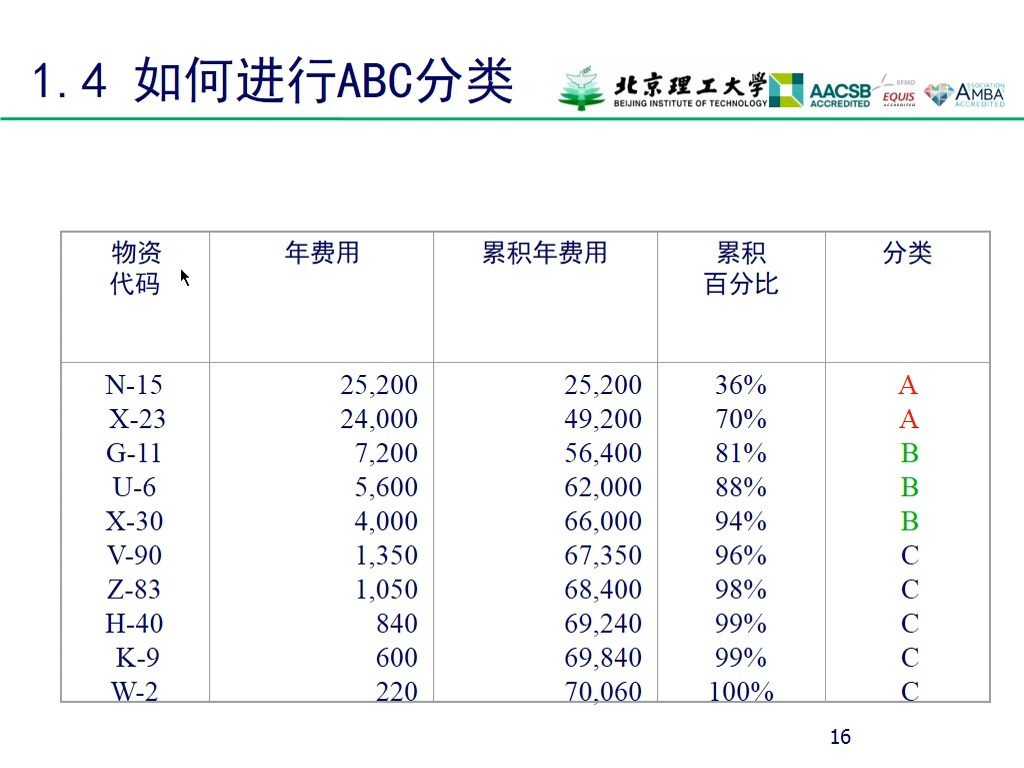 1.4 如何进行ABC分类
北京理工大学
BEIJING INSTITUTE OF TECHNOLOGY
AACSB
ACCREDITED
EFMD
EQUIS
ACCREDITED
ASSOCIATION
AMBA
ACCREDITED
物资 年费用 累积年费用 累积 分类
代码 百分比
N-15 25,200 25,200 36% A
X-23 24,000 49,200 70% A
G-11 7,200 56,400 81% B
U-6 5,600 62,000 88% B
X-30 4,000 66,000 94% B
V-90 1,350 67,350 96% C
Z-83 1,050 68,400 98% C
H-40 840 69,240 99% C
K-9 600 69,840 99% C
W-2 220 70,060 100% C
16